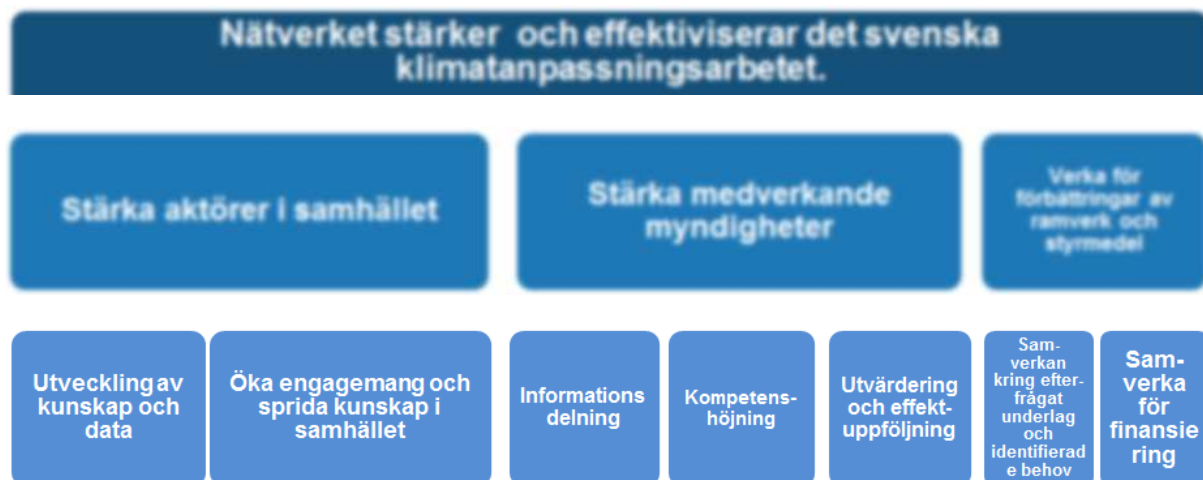 Nätverket stärker och effektiviserar det svenska
klimatanpassningsarbetet.
Stärka aktörer i samhället
Stärka medverkande
myndigheter
Verka för
förbättringar av
ramverk och
styrmedel
Utveckling av
kunskap och
data
Öka engagemang och
sprida kunskap i
samhället
Informations
delning
Kompetens-
höjning
Utvärdering
och effekt-
uppföljning
Sam-
verkan
kring efter-
frågat
underlag
och
identifierad
e behov
Sam-
verka
för
finansie
ring